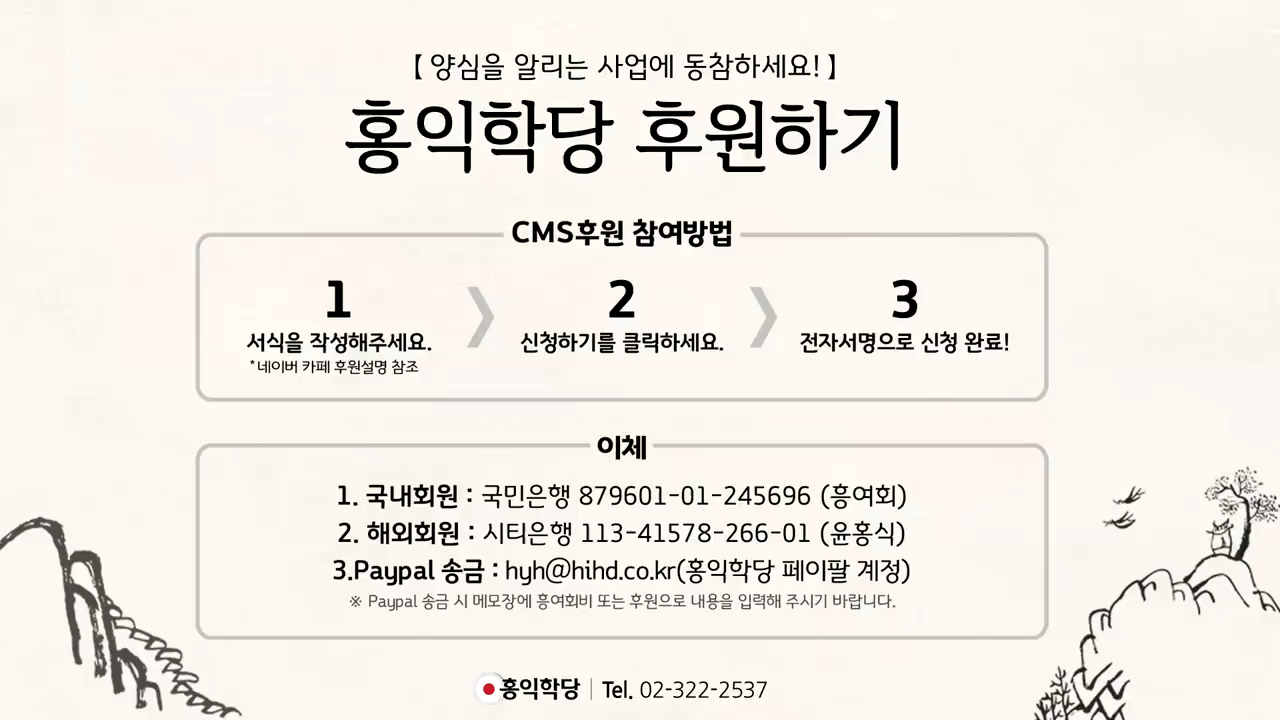 【 양심을 알리는 사업에 동참하세요! 】
홍익학당 후원하기
CMS후원 참여방법
1
서식을 작성해주세요.
*네이버 카페 후원설명 참조
2
신청하기를 클릭하세요.
3
전자서명으로 신청 완료!
이체
1. 국내회원 : 국민은행 879601-01-245696 (흥여회)
2. 해외회원 : 시티은행 113-41578-266-01 (윤홍식)
3.Paypal 송금 : hyh@hihd.co.kr(홍익학당 페이팔 계정)
※ Paypal 송금 시 메모장에 흥여회비 또는 후원으로 내용을 입력해 주시기 바랍니다.
홍익학당 | Tel. 02-322-2537